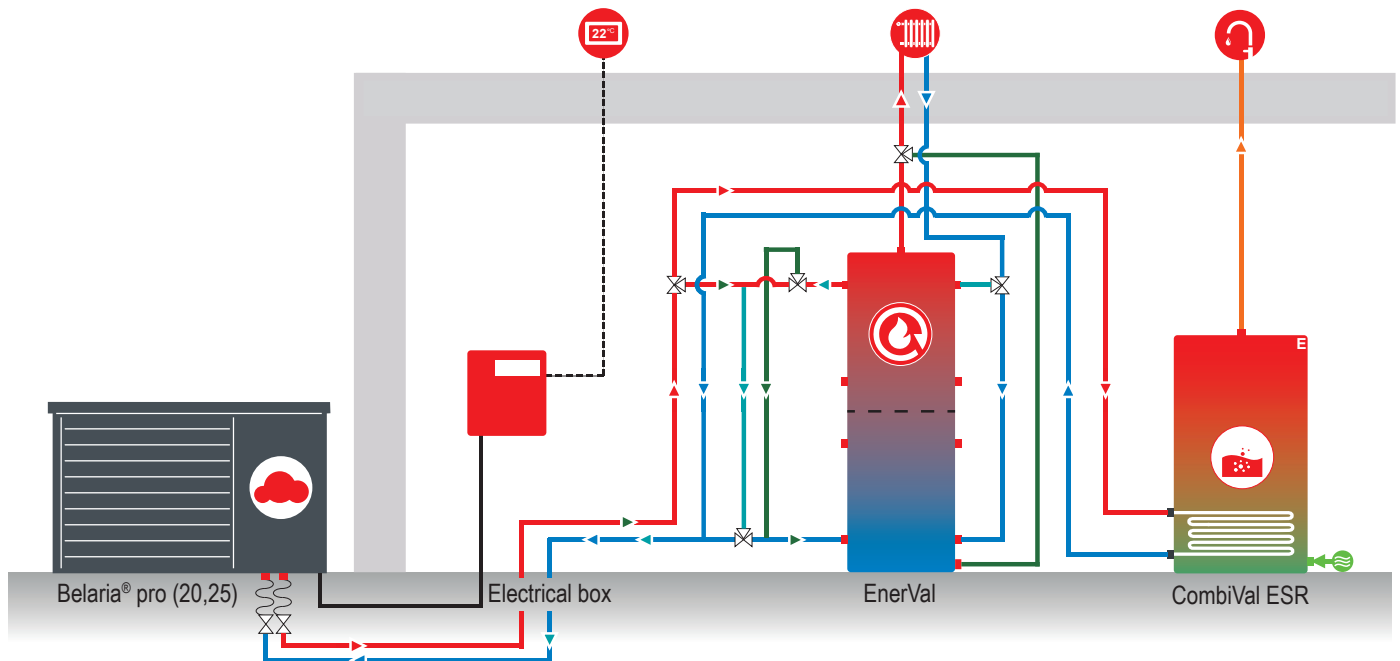 22°C
E
Belaria® pro (20,25)
Electrical box
EnerVal
CombiVal ESR